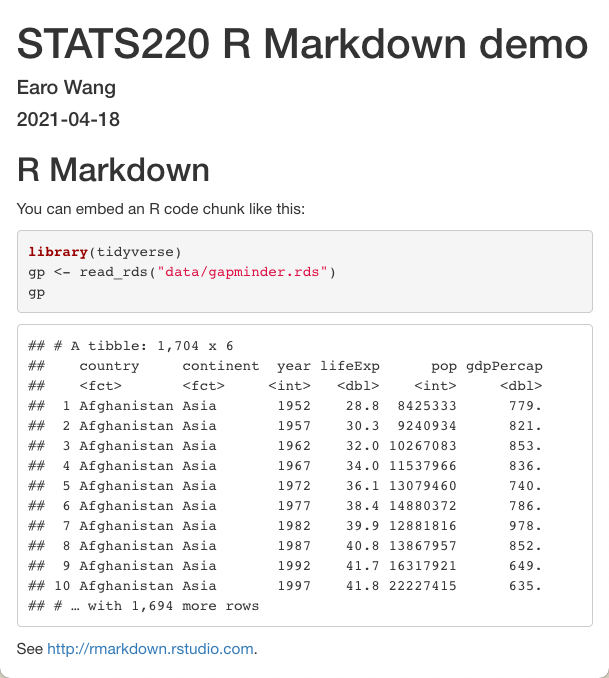 STATS220 R Markdown demo
Earo Wang
2021-04-18
R Markdown
You can embed an R code chunk like this:
library(tidyverse)
gp <- read_rds("data/gapminder.rds")
gp
## # A tibble: 1,704 x 6
##    country     continent  year lifeExp      pop gdpPercap
##    <fct>       <fct>     <int>   <dbl>    <int>     <dbl>
##  1 Afghanistan Asia       1952    28.8  8425333      779.
##  2 Afghanistan Asia       1957    30.3  9240934      821.
##  3 Afghanistan Asia       1962    32.0 10267083      853.
##  4 Afghanistan Asia       1967    34.0 11537966      836.
##  5 Afghanistan Asia       1972    36.1 13079460      740.
##  6 Afghanistan Asia       1977    38.4 14880372      786.
##  7 Afghanistan Asia       1982    39.9 12881816      978.
##  8 Afghanistan Asia       1987    40.8 13867957      852.
##  9 Afghanistan Asia       1992    41.7 16317921      649.
## 10 Afghanistan Asia       1997    41.8 22227415      635.
## # … with 1,694 more rows
See http://rmarkdown.rstudio.com.